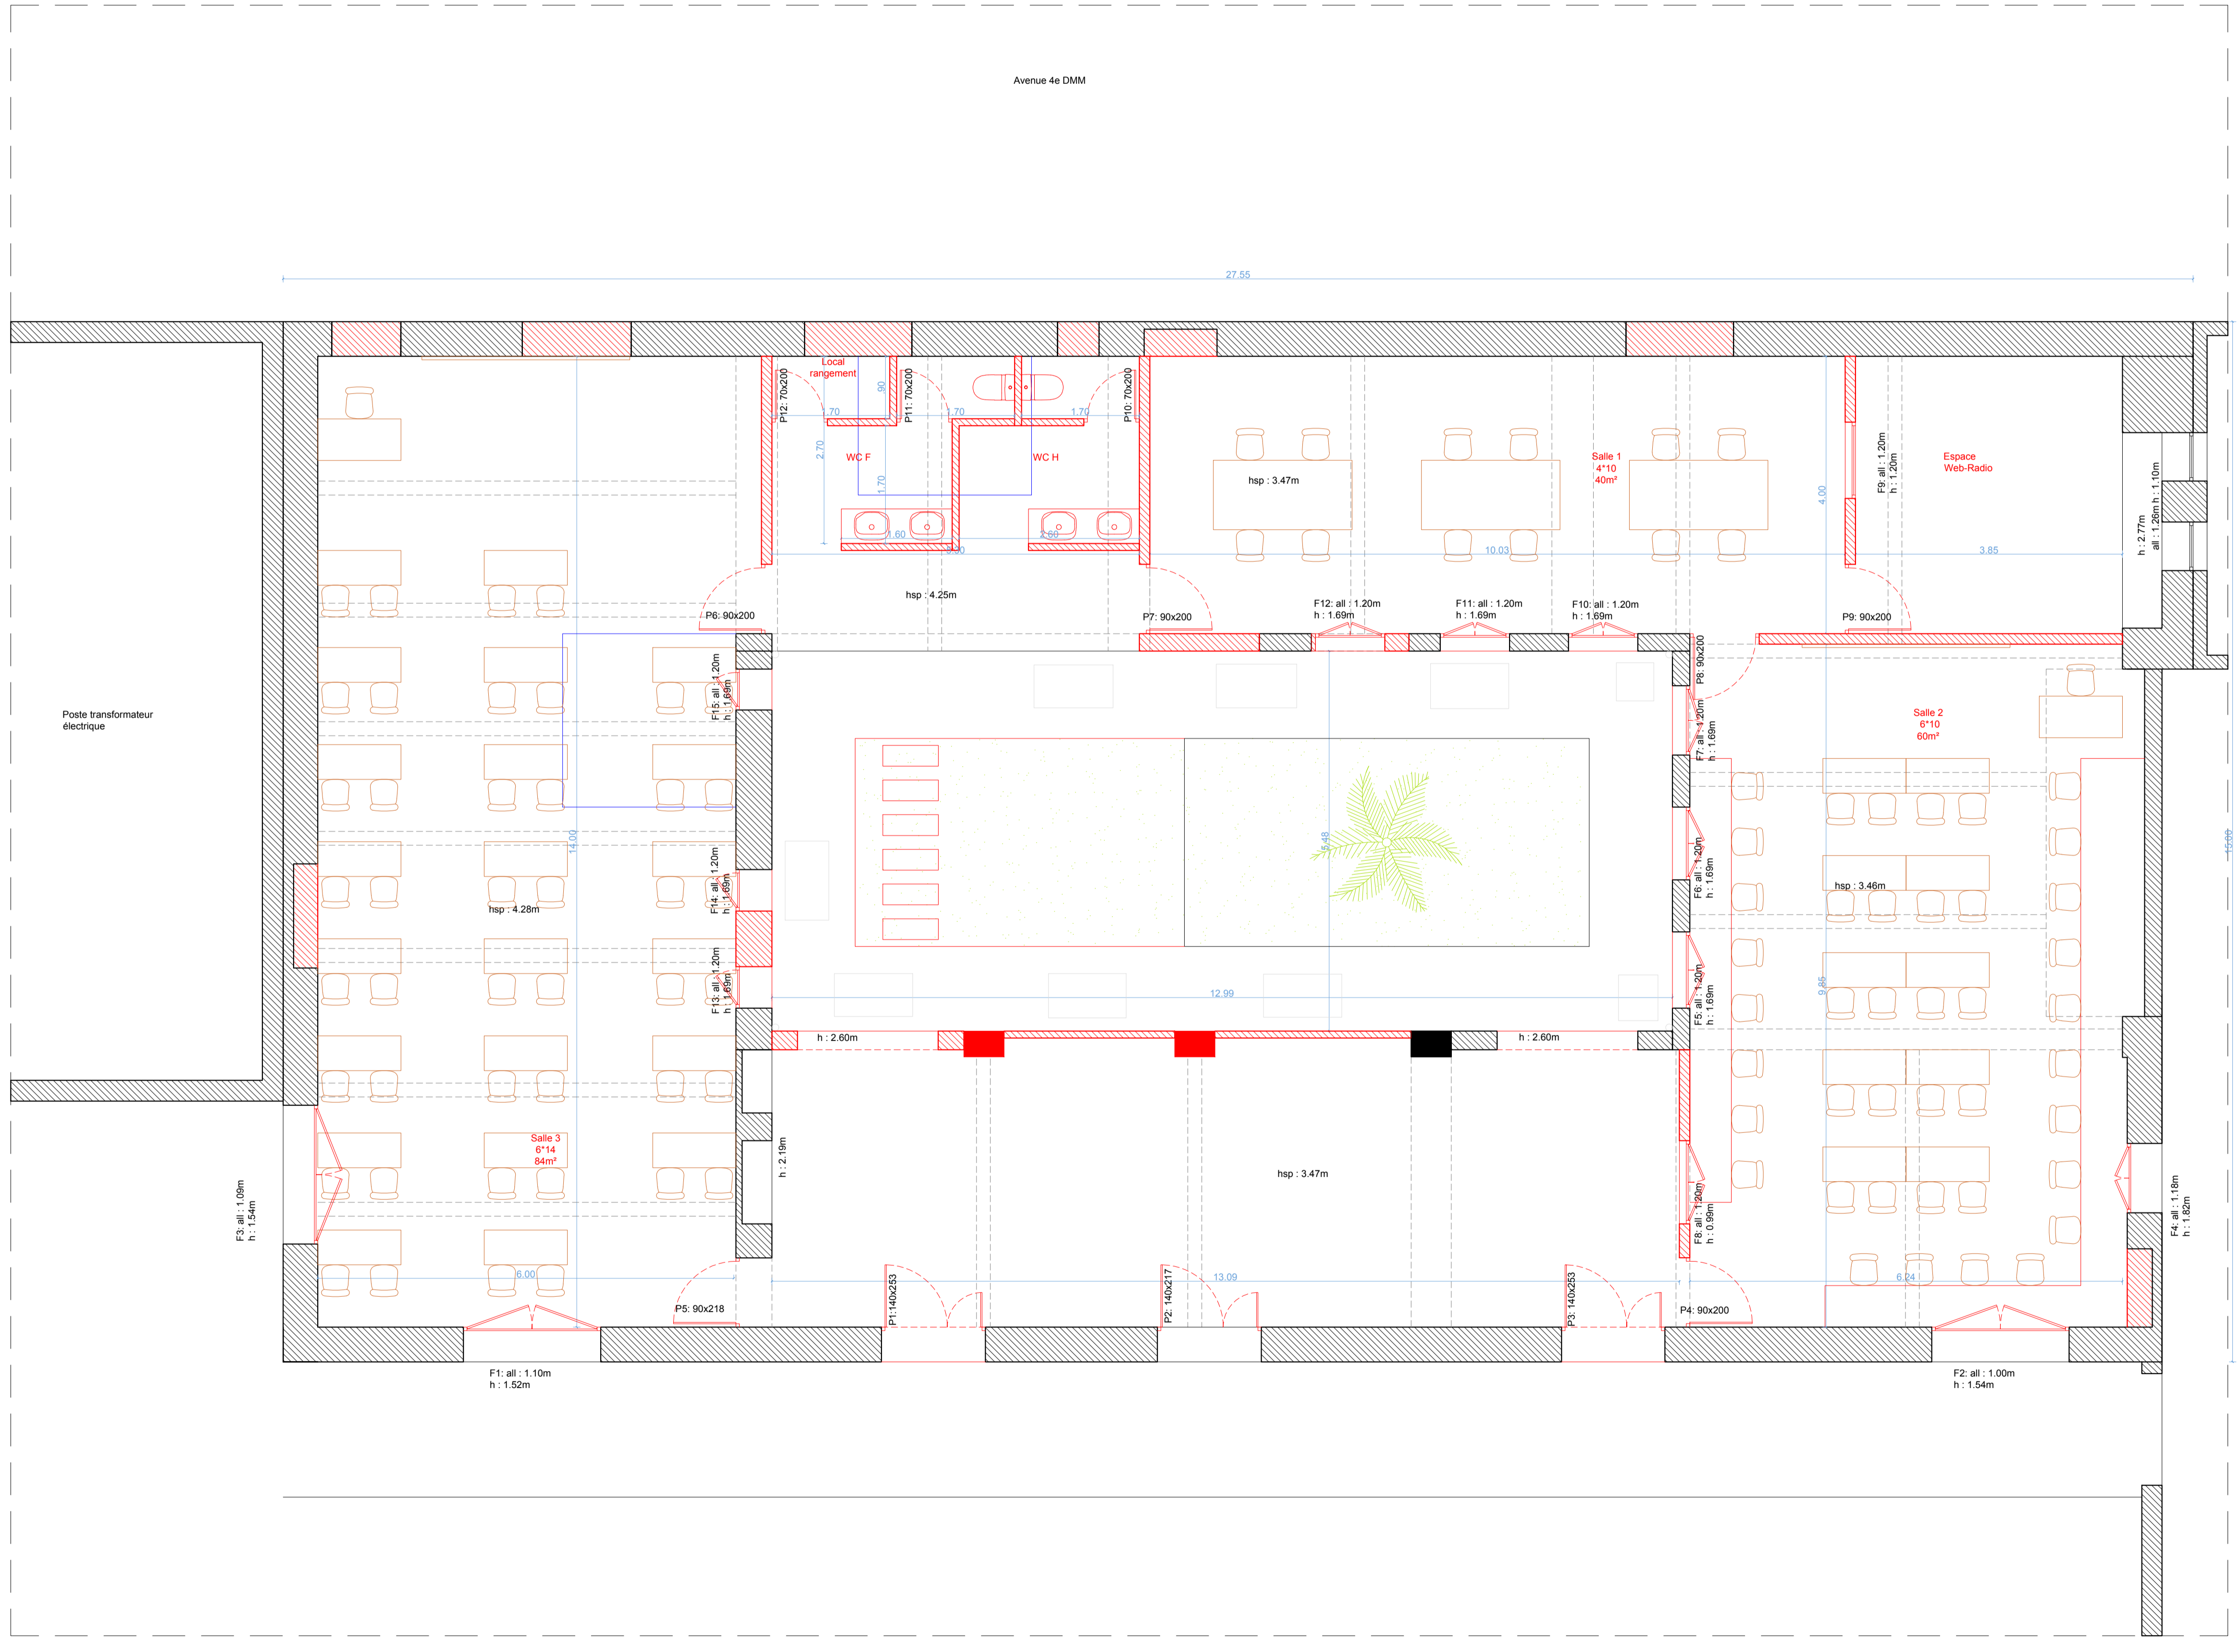 Avenue 4e DMM
27.55
Local
rangement
P12: 70x200
.90
P11: 70x200
P10: 70x200
1.70
1.70
1.70
2.70
WC F
WC H
1.70
1.60
2.60
hsp : 3.47m
Salle 1
4*10
40m²
4.00
F9: all : 1.20m
h : 1.20m
Espace
Web-Radio
h : 2.77m
all : 1.26m h : 1.10m
10.03
3.85
hsp : 4.25m
P6: 90x200
P7: 90x200
F12: all : 1.20m
h : 1.69m
F11: all : 1.20m
h : 1.69m
F10: all : 1.20m
h : 1.69m
P9: 90x200
P8: 90x200
Poste transformateur
électrique
F15: all : 1.20m
h : 1.69m
F7: all : 1.20m
h : 1.69m
Salle 2
6*10
60m²
14.00
5.48
15.00
F14: all : 1.20m
h : 1.69m
F6: all : 1.20m
h : 1.69m
hsp : 3.46m
hsp : 4.28m
F13: all : 1.20m
h : 1.69m
12.99
F5: all : 1.20m
h : 1.69m
9.85
h : 2.60m
h : 2.60m
Salle 3
6*14
84m²
h : 2.19m
hsp : 3.47m
F3: all : 1.09m
h : 1.54m
F8: all : 1.20m
h : 0.99m
F4: all : 1.18m
h : 1.82m
6.00
13.09
6.24
P5: 90x218
P1:140x253
P2: 140x217
P3: 140x253
P4: 90x200
F1: all : 1.10m
h : 1.52m
F2: all : 1.00m
h : 1.54m